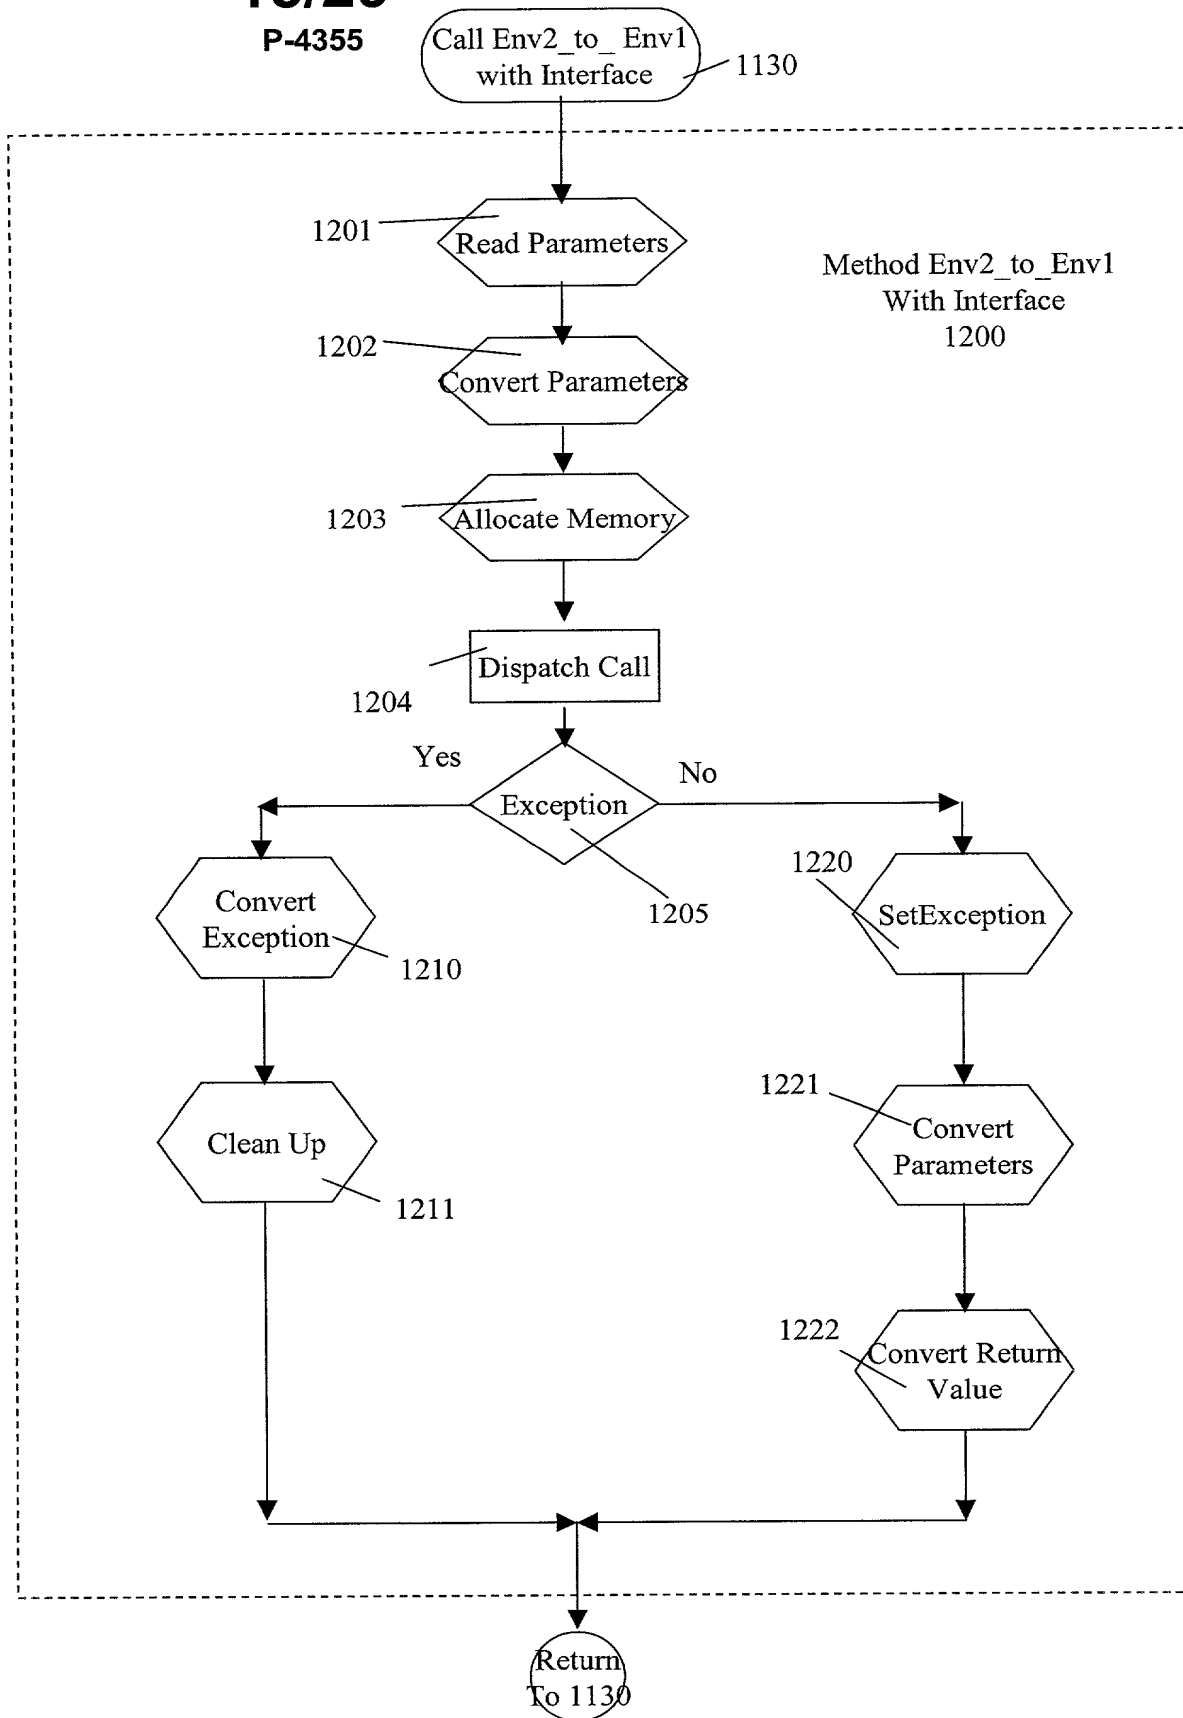 P-4355
Call Env2_to_ Env1
with Interface
1130
1201
Read Parameters
Method Env2_to_Env1
With Interface
1200
1202
Convert Parameters
1203
Allocate Memory
Dispatch Call
1204
Yes
No
Exception
1205
Convert
Exception
1210
1220
SetException
Clean Up
1211
1221
Convert
Parameters
1222
Convert Return
Value
Return
To 1130